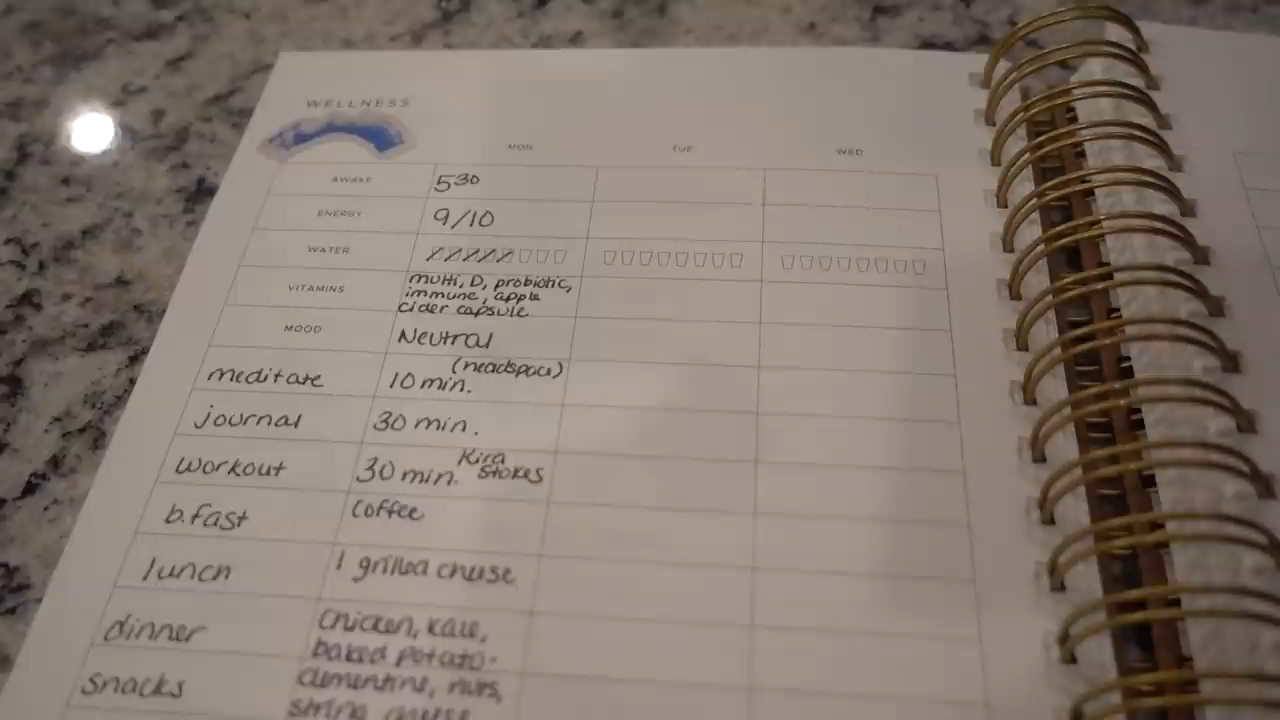 WELLNESS
MON TUE WED
AWAKE 530
ENERGY 9/10
WATER
VITAMINS multi, D, probiotic,
immune, apple
cider capsule
MOOD Neutral
meditate 10 min. (headspace)
journal 30 min.
workout 30 min. Kira
Stokes
b.fast coffee
lunch 1 grilled cheese
dinner chicken, kale,
baked potato.
snacks clementine, nuts,
string cheese